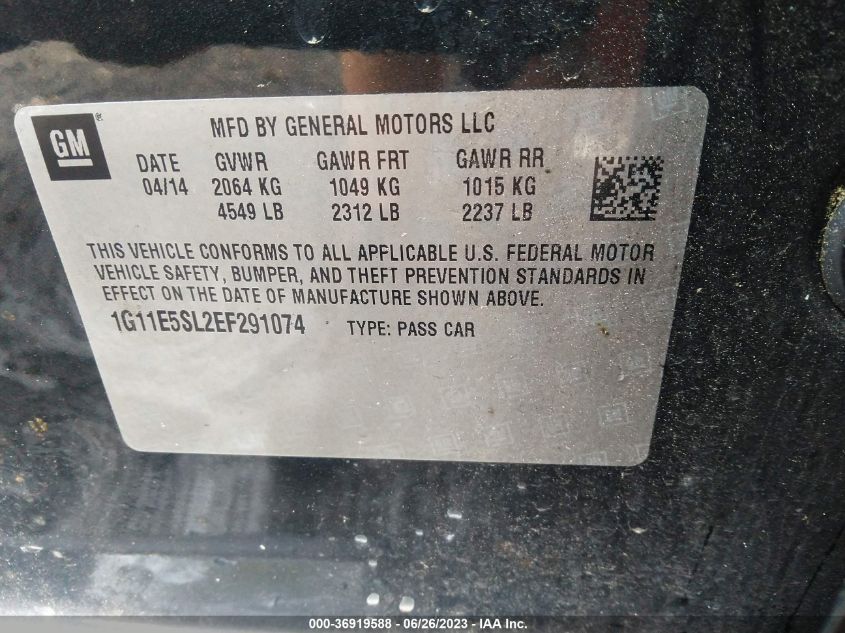 GM ®
MFD BY GENERAL MOTORS LLC
DATE GVWR GAWR FRT GAWR RR
04/14 2064 KG 1049 KG 1015 KG
4549 LB 2312 LB 2237 LB
THIS VEHICLE CONFORMS TO ALL APPLICABLE U.S. FEDERAL MOTOR
VEHICLE SAFETY, BUMPER, AND THEFT PREVENTION STANDARDS IN
EFFECT ON THE DATE OF MANUFACTURE SHOWN ABOVE.
1G11E5SL2EF291074 TYPE: PASS CAR
000-36919588 - 06/26/2023 - IAA Inc.